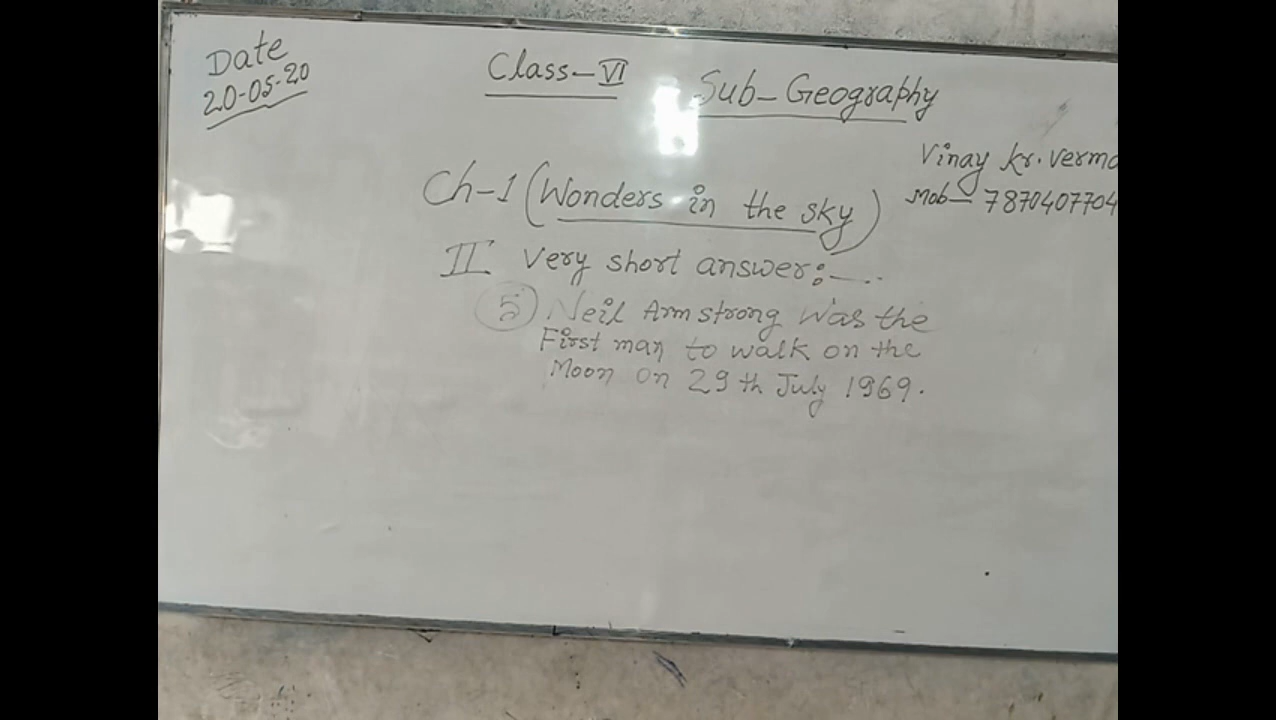 Date
20-05-20
Class-VI Sub-Geography
Vinay kr. Verma
Mob- 7870407704
Ch-1 (Wonders in the sky)
II Very short answer:-..
5 Neil Armstrong was the
First man to walk on the
Moon on 29th July 1969.